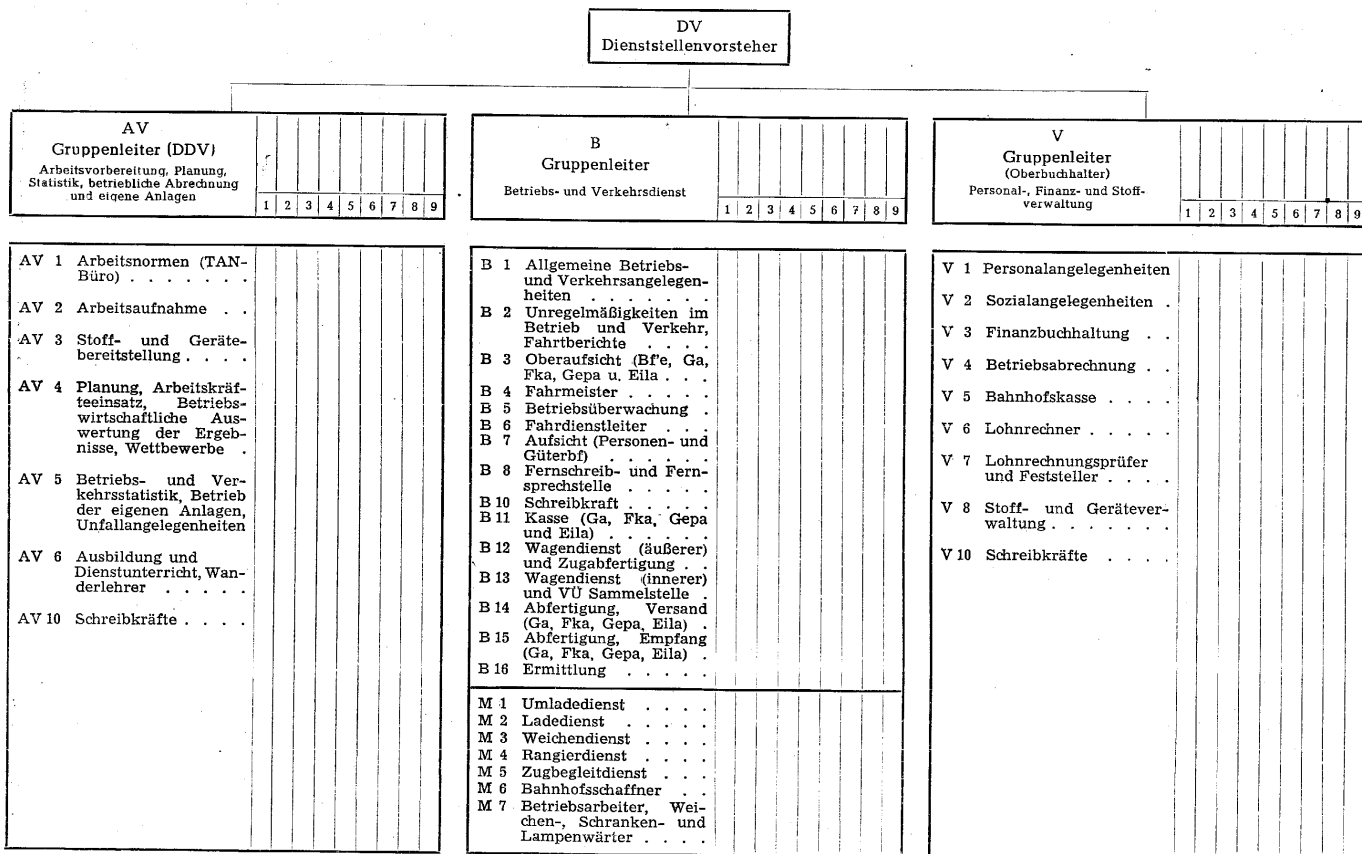 DV
Dienststellenvorsteher
AV
Gruppenleiter (DDV)
Arbeitsvorbereitung, Planung,
Statistik, betriebliche Abrechnung
und eigene Anlagen
1 2 3 4 5 6 7 8 9
B
Gruppenleiter
Betriebs- und Verkehrsdienst
1 2 3 4 5 6 7 8 9
V
Gruppenleiter
(Oberbuchhalter)
Personal-, Finanz- und Stoff-
verwaltung
1 2 3 4 5 6 7 8 9
AV 1 Arbeitsnormen (TAN-
Büro) . . . . . . .
AV 2 Arbeitsaufnahme . .
AV 3 Stoff- und Geräte-
bereitstellung . . . .
AV 4 Planung, Arbeitskräf-
teeinsatz, Betriebs-
wirtschaftliche Aus-
wertung der Ergeb-
nisse, Wettbewerbe .
AV 5 Betriebs- und Ver-
kehrsstatistik, Betrieb
der eigenen Anlagen,
Unfallangelegenheiten
AV 6 Ausbildung und
Dienstunterricht, Wan-
derlehrer . . . . .
AV 10 Schreibkräfte . . . .
B 1 Allgemeine Betriebs-
und Verkehrsangelegen-
heiten . . . . . . .
B 2 Unregelmäßigkeiten im
Betrieb und Verkehr,
Fahrtberichte . . . .
B 3 Oberaufsicht (Bf'e, Ga,
Fka, Gepa u. Eila . . .
B 4 Fahrmeister . . . . .
B 5 Betriebsüberwachung .
B 6 Fahrdienstleiter . . .
B 7 Aufsicht (Personen- und
Güterbf) . . . . . .
B 8 Fernschreib- und Fern-
sprechstelle . . . . .
B 10 Schreibkraft . . . . .
B 11 Kasse (Ga, Fka, Gepa
und Eila) . . . . . .
B 12 Wagendienst (äußerer)
und Zugabfertigung . .
B 13 Wagendienst (innerer)
und VÜ Sammelstelle .
B 14 Abfertigung, Versand
(Ga, Fka, Gepa, Eila) .
B 15 Abfertigung, Empfang
(Ga, Fka, Gepa, Eila) .
B 16 Ermittlung . . . . .
M 1 Umladedienst . . . .
M 2 Ladedienst . . . . .
M 3 Weichendienst . . . .
M 4 Rangierdienst . . . .
M 5 Zugbegleitdienst . . .
M 6 Bahnhofsschaffner . .
M 7 Betriebsarbeiter, Wei-
chen-, Schranken- und
Lampenwärter . . . .
V 1 Personalangelegenheiten
V 2 Sozialangelegenheiten .
V 3 Finanzbuchhaltung . .
V 4 Betriebsabrechnung . .
V 5 Bahnhofskasse . . . .
V 6 Lohnrechner . . . . .
V 7 Lohnrechnungsprüfer
und Feststeller . . . .
V 8 Stoff- und Gerätever-
waltung . . . . . . .
V 10 Schreibkräfte . . . .